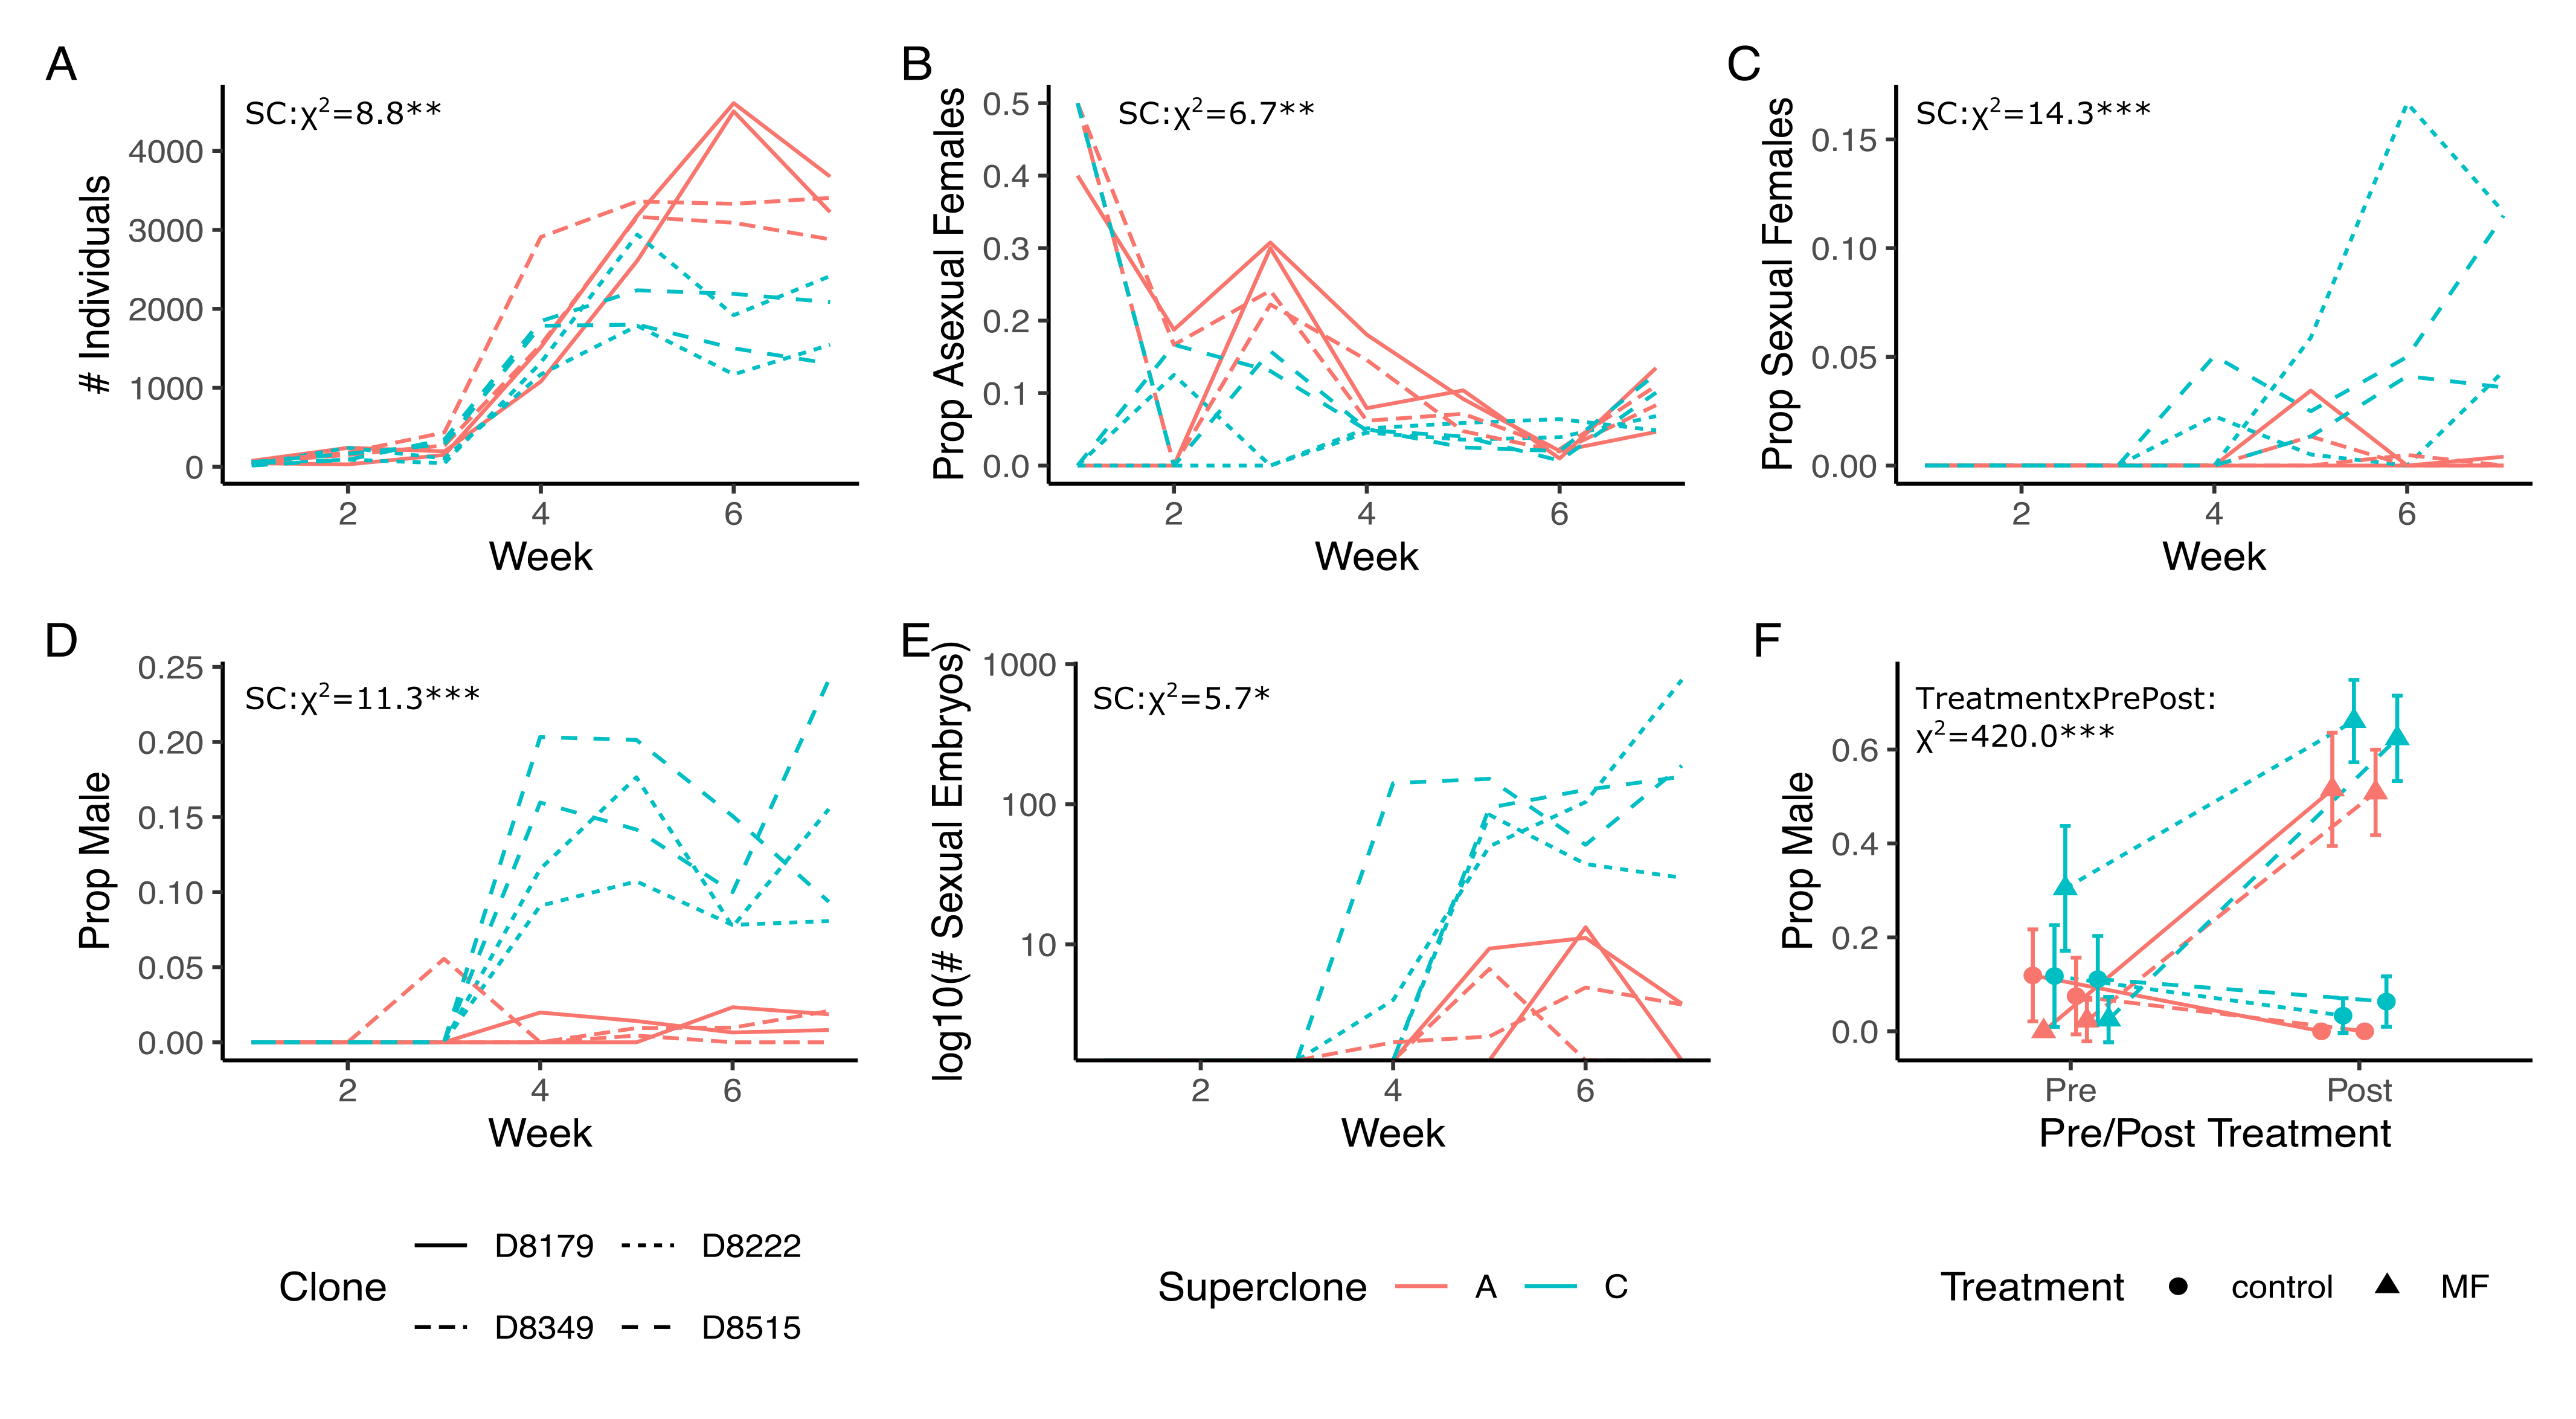 A
SC:χ²=8.8**
# Individuals
4000
3000
2000
1000
0
2 4 6
Week
B
SC:χ²=6.7**
Prop Asexual Females
0.5
0.4
0.3
0.2
0.1
0.0
2 4 6
Week
C
SC:χ²=14.3***
Prop Sexual Females
0.15
0.10
0.05
0.00
2 4 6
Week
D
SC:χ²=11.3***
Prop Male
0.25
0.20
0.15
0.10
0.05
0.00
2 4 6
Week
E
SC:χ²=5.7*
log10(# Sexual Embryos)
1000
100
10
2 4 6
Week
F
TreatmentxPrePost:
χ²=420.0***
Prop Male
0.6
0.4
0.2
0.0
Pre Post
Pre/Post Treatment
Clone
D8179 D8222
D8349 D8515
Superclone A C
Treatment control MF